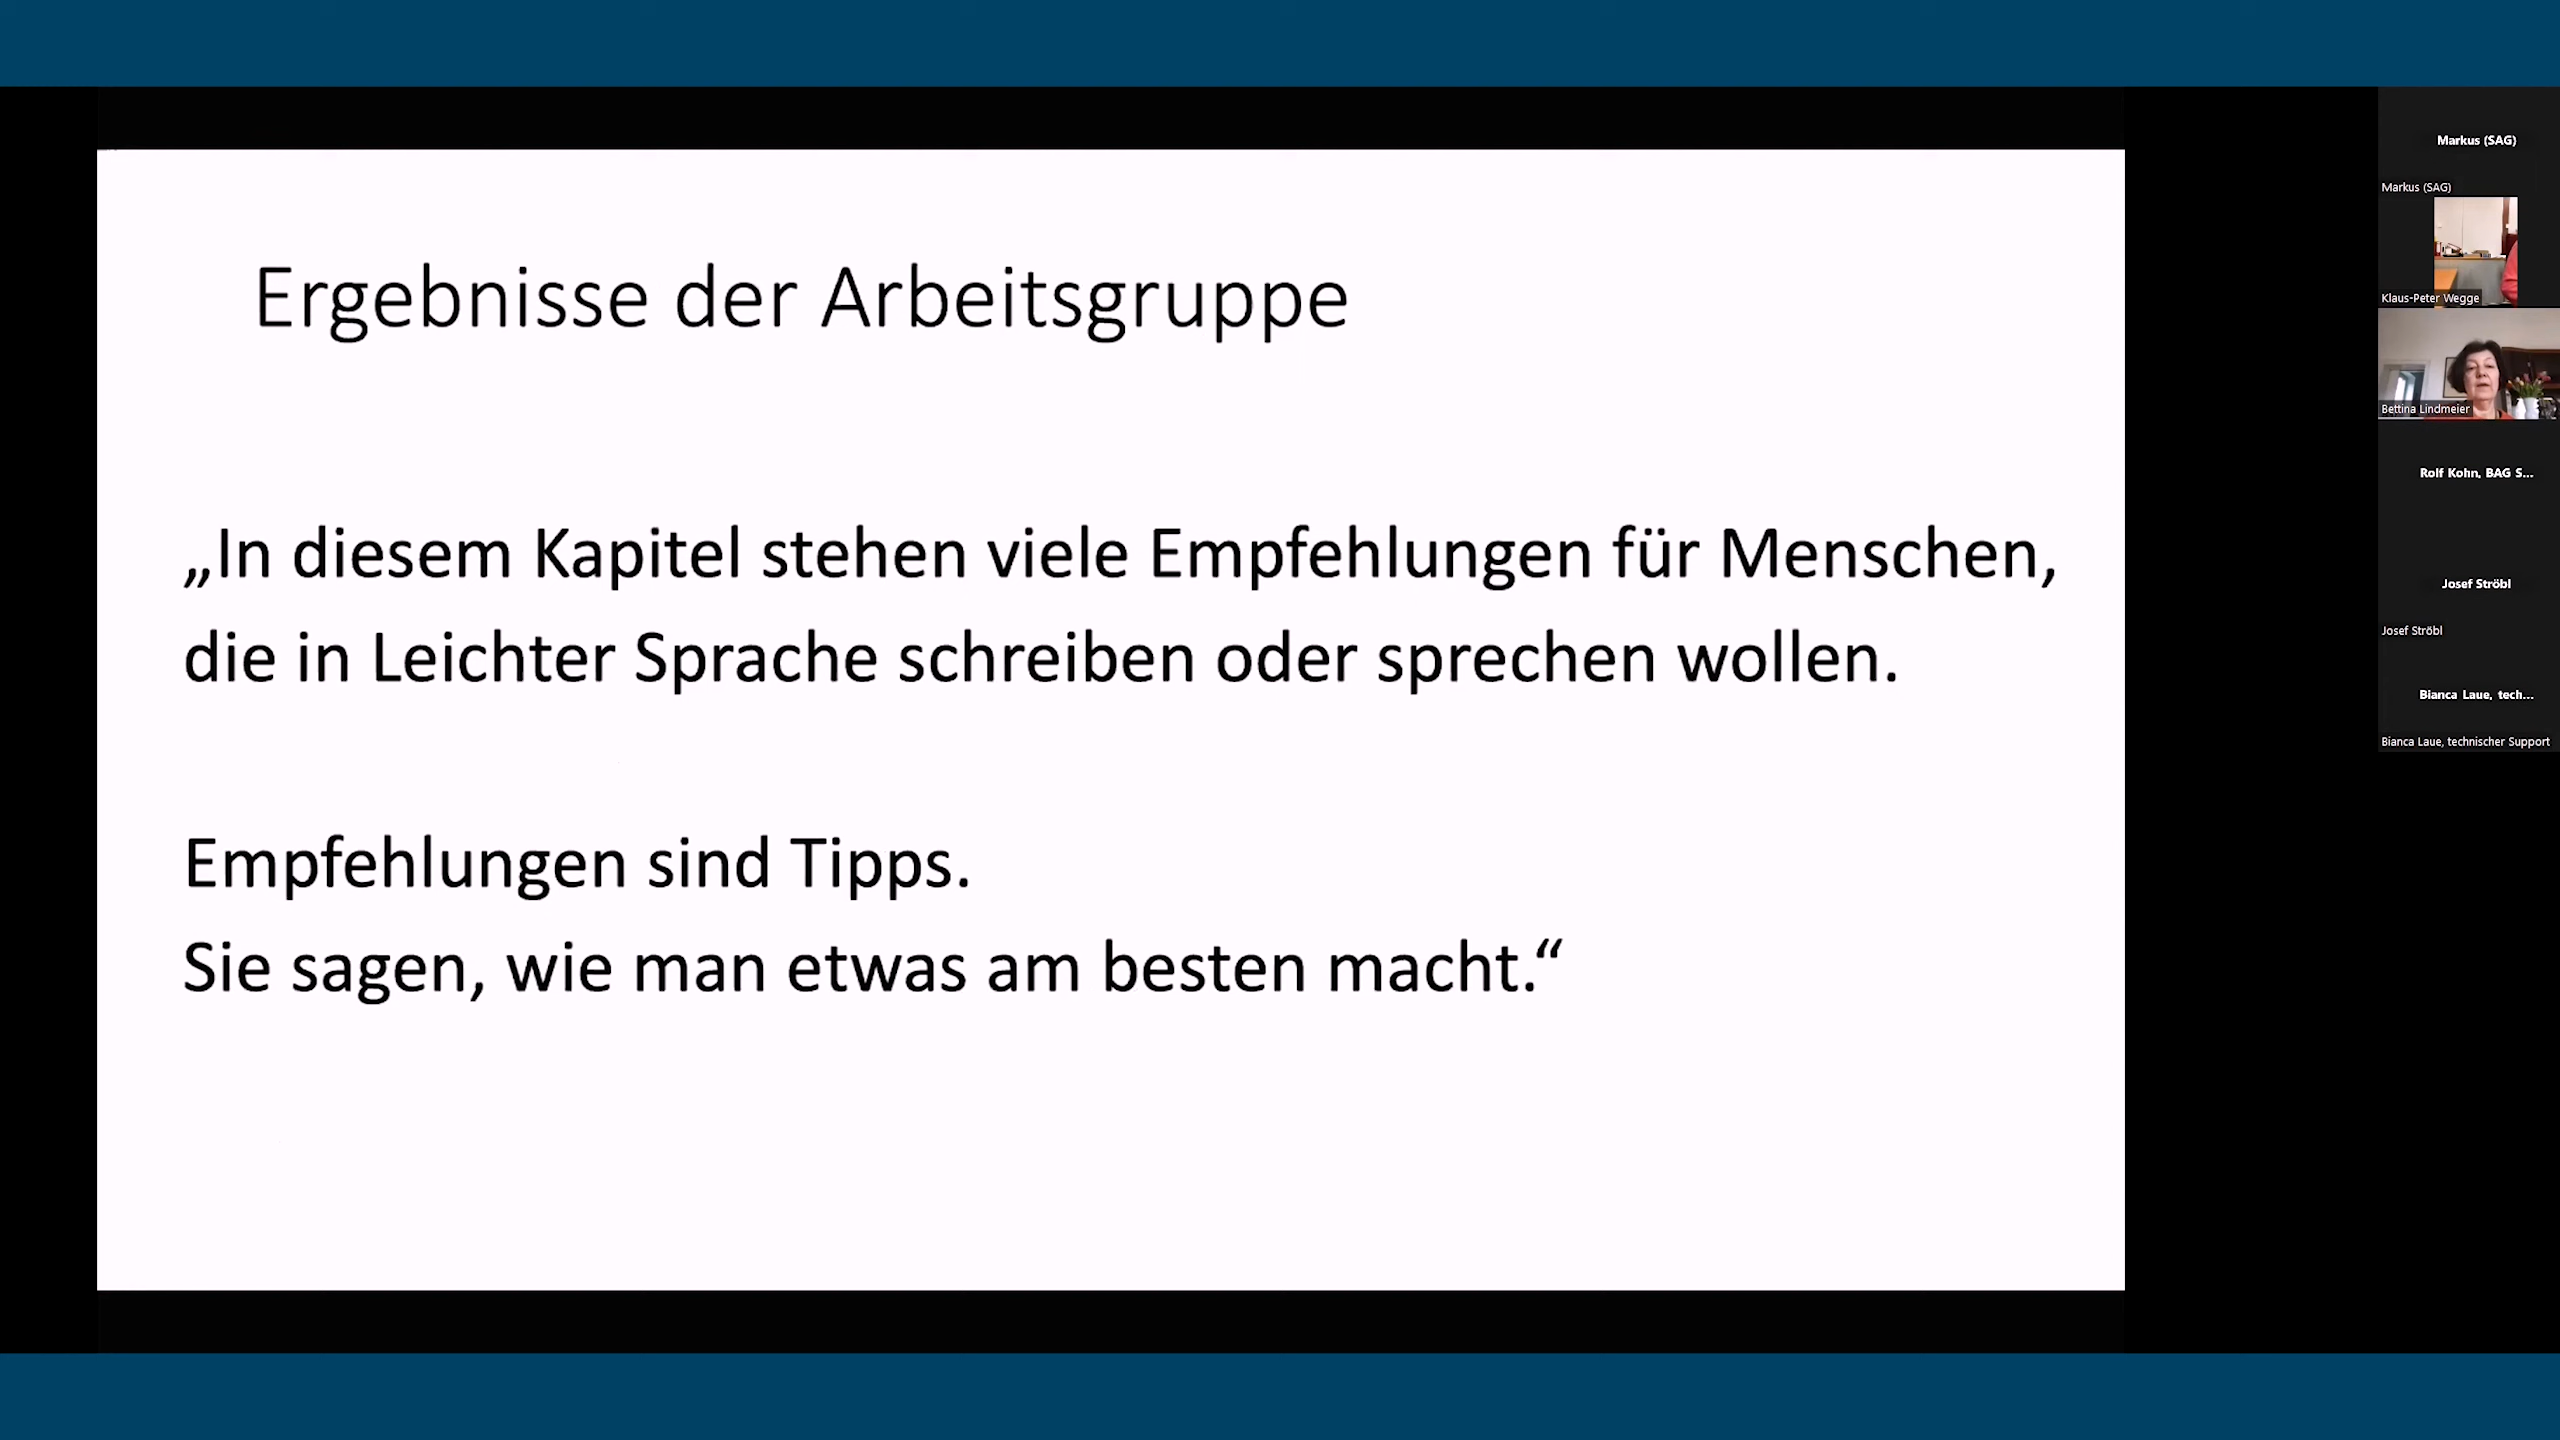 Ergebnisse der Arbeitsgruppe
„In diesem Kapitel stehen viele Empfehlungen für Menschen,
die in Leichter Sprache schreiben oder sprechen wollen.
Empfehlungen sind Tipps.
Sie sagen, wie man etwas am besten macht.“
Markus (SAG)
Markus (SAG)
Klaus-Peter Wegge
Bettina Lindmeier
Rolf Kohn, BAG S...
Josef Ströbl
Josef Ströbl
Bianca Laue, tech...
Bianca Laue, technischer Support